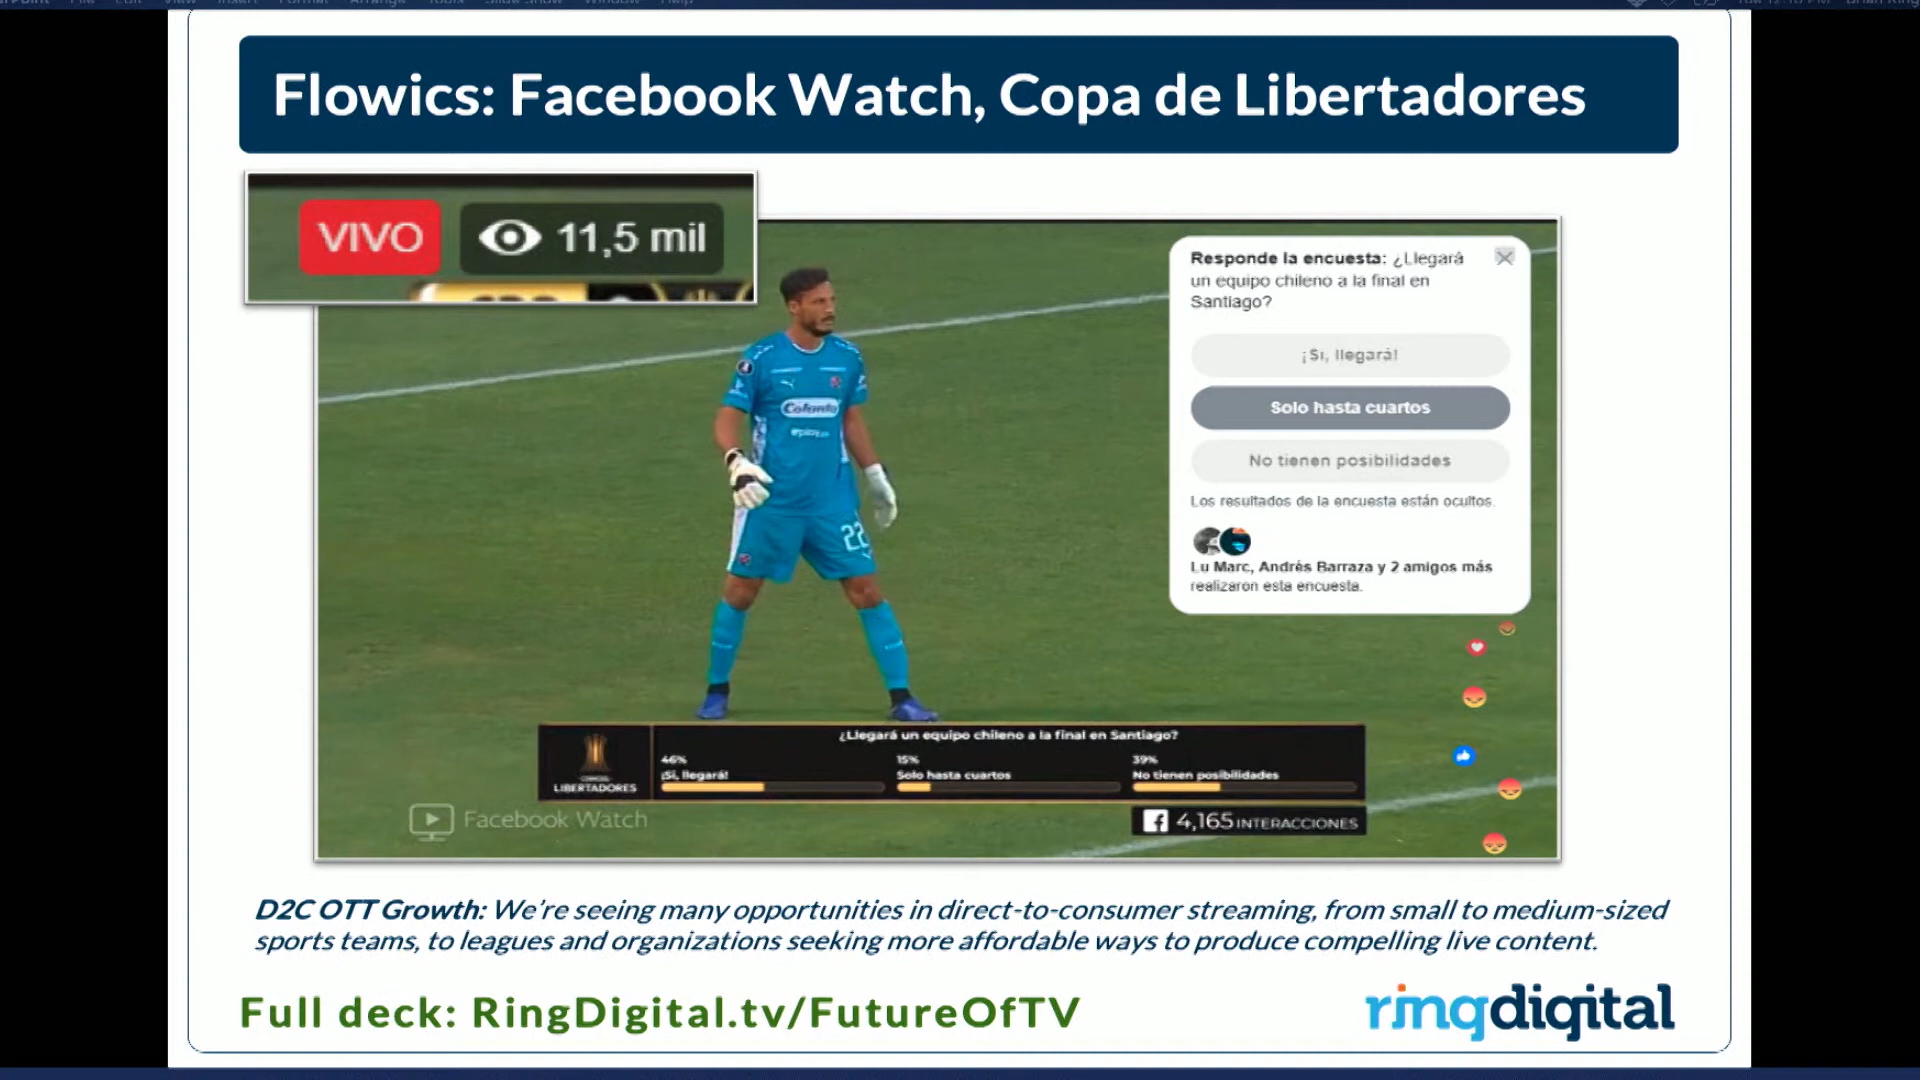 Flowics: Facebook Watch, Copa de Libertadores
VIVO
11,5 mil
Responde la encuesta: ¿Llegará
un equipo chileno a la final en
Santiago?
¡Si, llegará!
Solo hasta cuartos
No tienen posibilidades
Los resultados de la encuesta están ocultos.
Lu Marc, Andrés Barraza y 2 amigos más
realizaron esta encuesta.
Colanta
22
¿Llegará un equipo chileno a la final en Santiago?
46%
¡Si, llegará!
15%
Solo hasta cuartos
39%
No tienen posibilidades
LIBERTADORES
Facebook Watch
4,165 INTERACCIONES
D2C OTT Growth: We're seeing many opportunities in direct-to-consumer streaming, from small to medium-sized
sports teams, to leagues and organizations seeking more affordable ways to produce compelling live content.
Full deck: RingDigital.tv/FutureOfTV
ringdigital